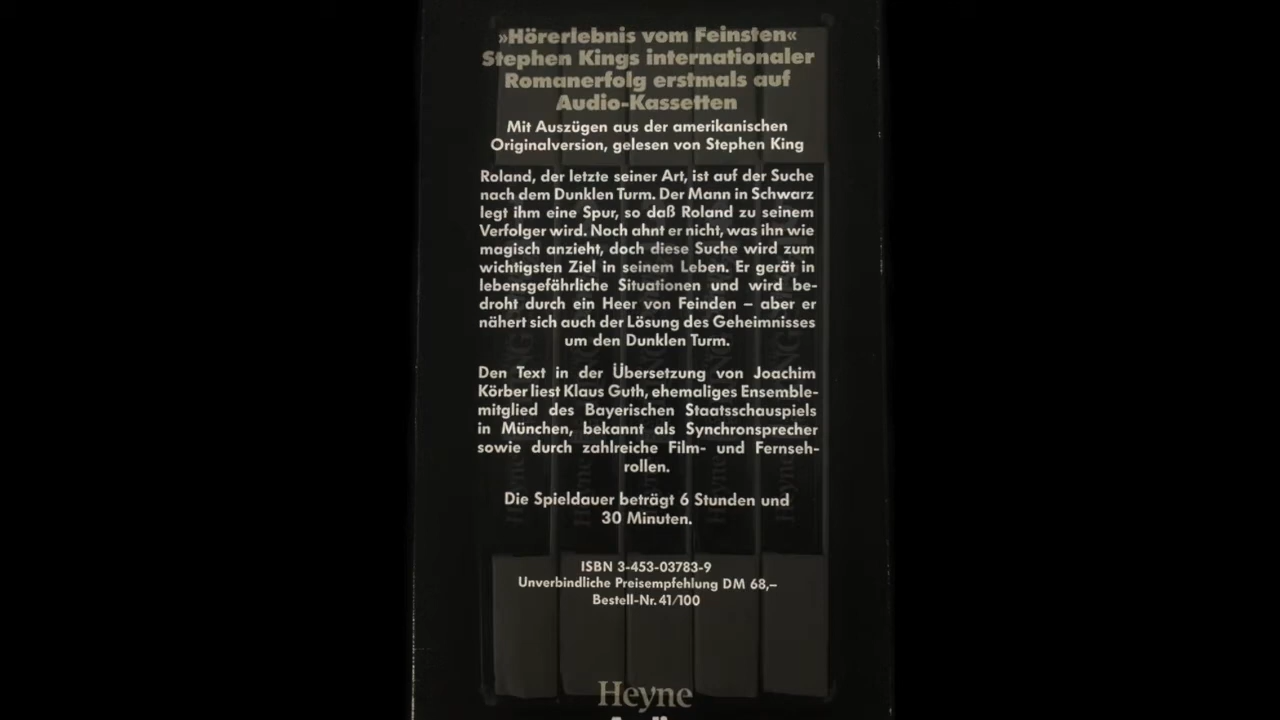 »Hörerlebnis vom Feinsten«
Stephen Kings internationaler
Romanerfolg erstmals auf
Audio-Kassetten
Mit Auszügen aus der amerikanischen
Originalversion, gelesen von Stephen King
Roland, der letzte seiner Art, ist auf der Suche
nach dem Dunklen Turm. Der Mann in Schwarz
legt ihm eine Spur, so daß Roland zu seinem
Verfolger wird. Noch ahnt er nicht, was ihn wie
magisch anzieht, doch diese Suche wird zum
wichtigsten Ziel in seinem Leben. Er gerät in
lebensgefährliche Situationen und wird be-
droht durch ein Heer von Feinden – aber er
nähert sich auch der Lösung des Geheimnisses
um den Dunklen Turm.
Den Text in der Übersetzung von Joachim
Körber liest Klaus Guth, ehemaliges Ensemble-
mitglied des Bayerischen Staatsschauspiels
in München, bekannt als Synchronsprecher
sowie durch zahlreiche Film- und Fernseh-
rollen.
Die Spieldauer beträgt 6 Stunden und
30 Minuten.
ISBN 3-453-03783-9
Unverbindliche Preisempfehlung DM 68,–
Bestell-Nr. 41/100
Heyne